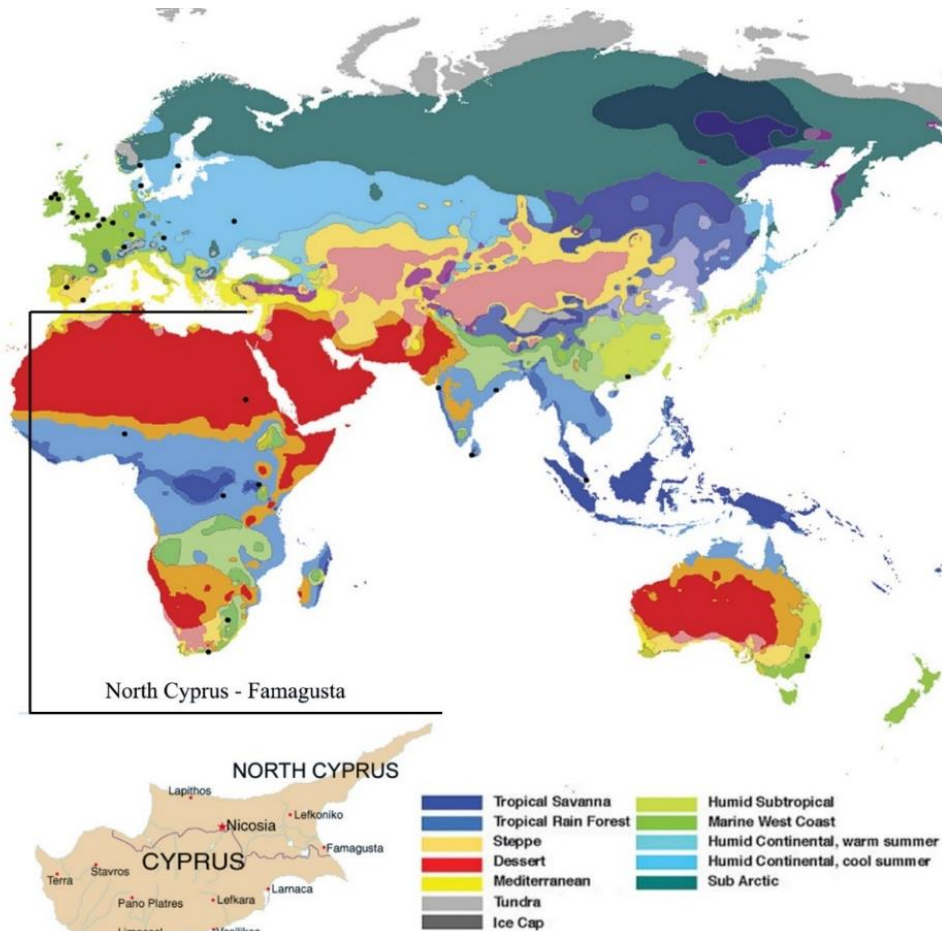 North Cyprus - Famagusta
NORTH CYPRUS
Lapithos
Nicosia
Lefkoniko
Famagusta
CYPRUS
Stavros
Terra
Larnaca
Pano Platres
Lefkara
Tropical Savanna
Tropical Rain Forest
Steppe
Dessert
Mediterranean
Tundra
Ice Cap
Humid Subtropical
Marine West Coast
Humid Continental, warm summer
Humid Continental, cool summer
Sub Arctic